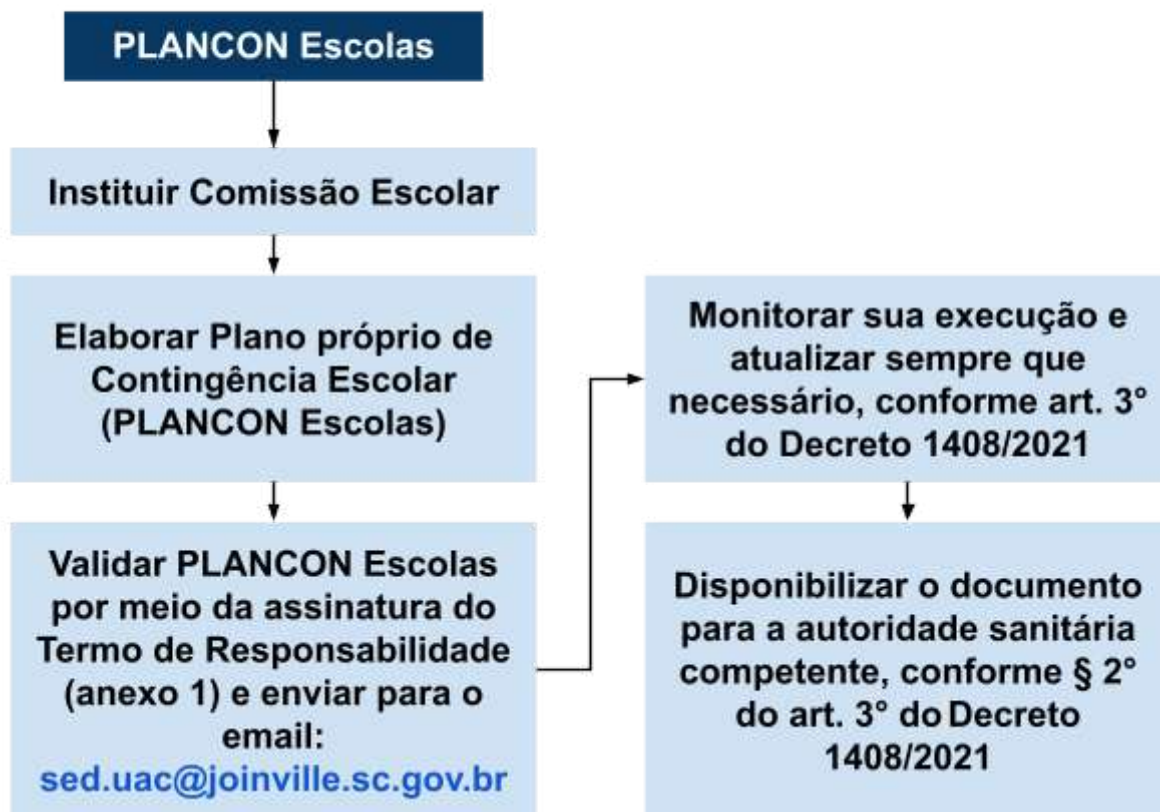 PLANCON Escolas
Instituir Comissão Escolar
Elaborar Plano próprio de
Contingência Escolar
(PLANCON Escolas)
Validar PLANCON Escolas
por meio da assinatura do
Termo de Responsabilidade
(anexo 1) e enviar para o
email:
sed.uac@joinville.sc.gov.br
Monitorar sua execução e
atualizar sempre que
necessário, conforme art. 3°
do Decreto 1408/2021
Disponibilizar o documento
para a autoridade sanitária
competente, conforme § 2°
do art. 3° do Decreto
1408/2021